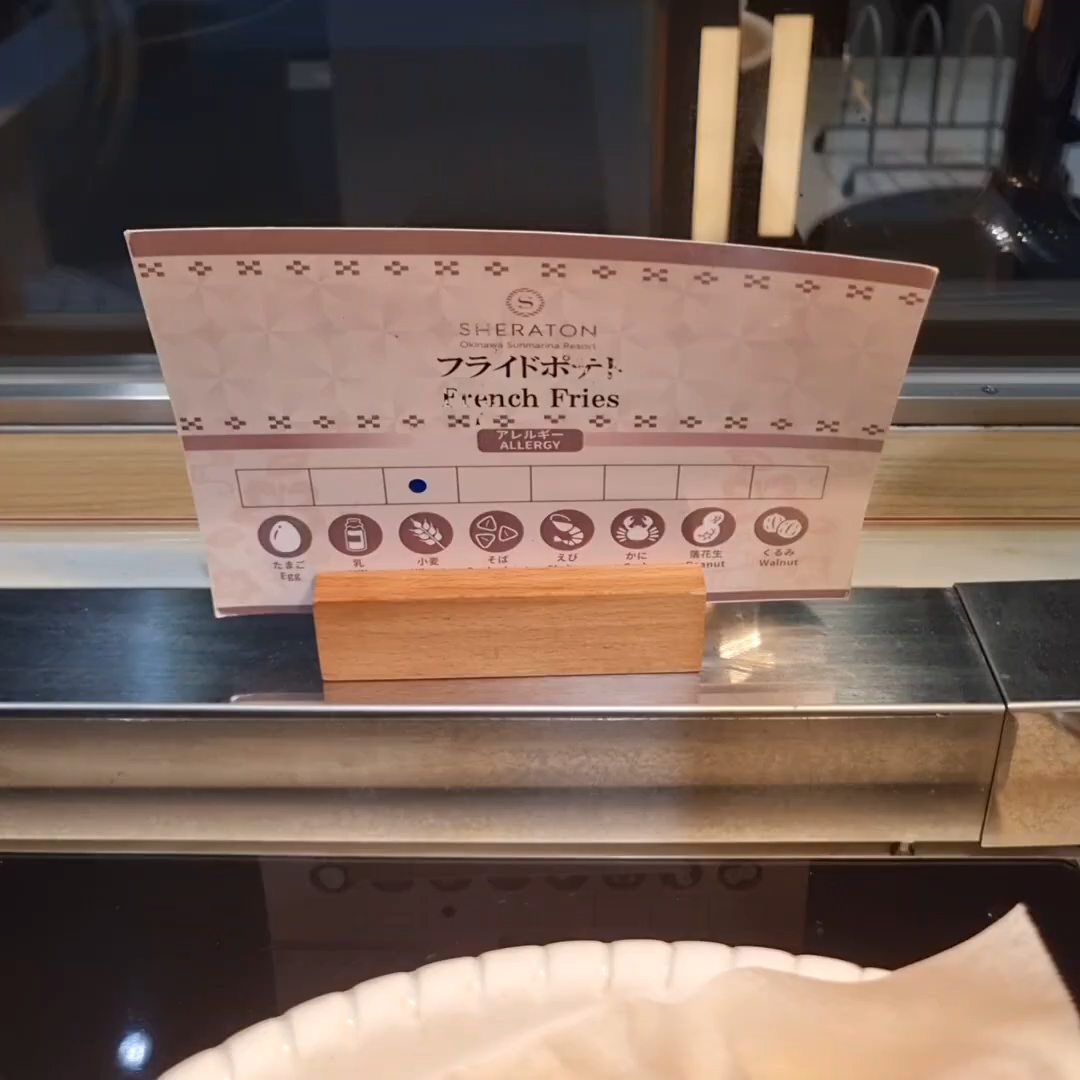 S
SHERATON
Okinawa Sunmarina Resort
フライドポテト
French Fries
アレルギー
ALLERGY
たまご 乳 小麦 そば えび かに 落花生 くるみ
Egg Peanut Walnut